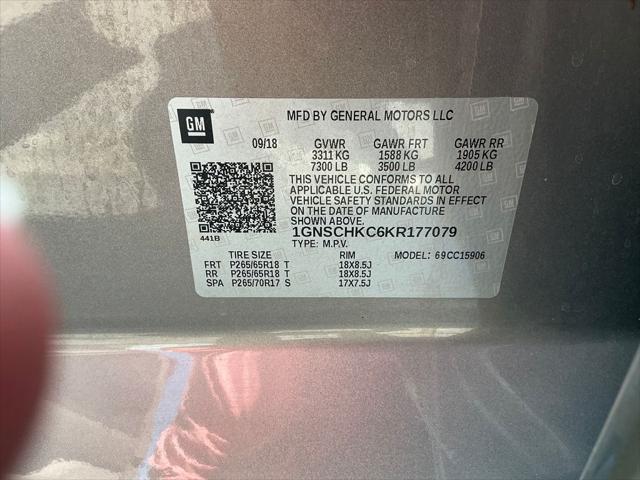 GM
MFD BY GENERAL MOTORS LLC
09/18 GVWR GAWR FRT GAWR RR
3311 KG 1588 KG 1905 KG
7300 LB 3500 LB 4200 LB
THIS VEHICLE CONFORMS TO ALL
APPLICABLE U.S. FEDERAL MOTOR
VEHICLE SAFETY STANDARDS IN EFFECT
ON THE DATE OF MANUFACTURE
SHOWN ABOVE.
1GNSCHKC6KR177079
441B TYPE: M.P.V.
TIRE SIZE RIM MODEL: 69CC15906
FRT P265/65R18 T 18X8.5J
RR P265/65R18 T 18X8.5J
SPA P265/70R17 S 17X7.5J